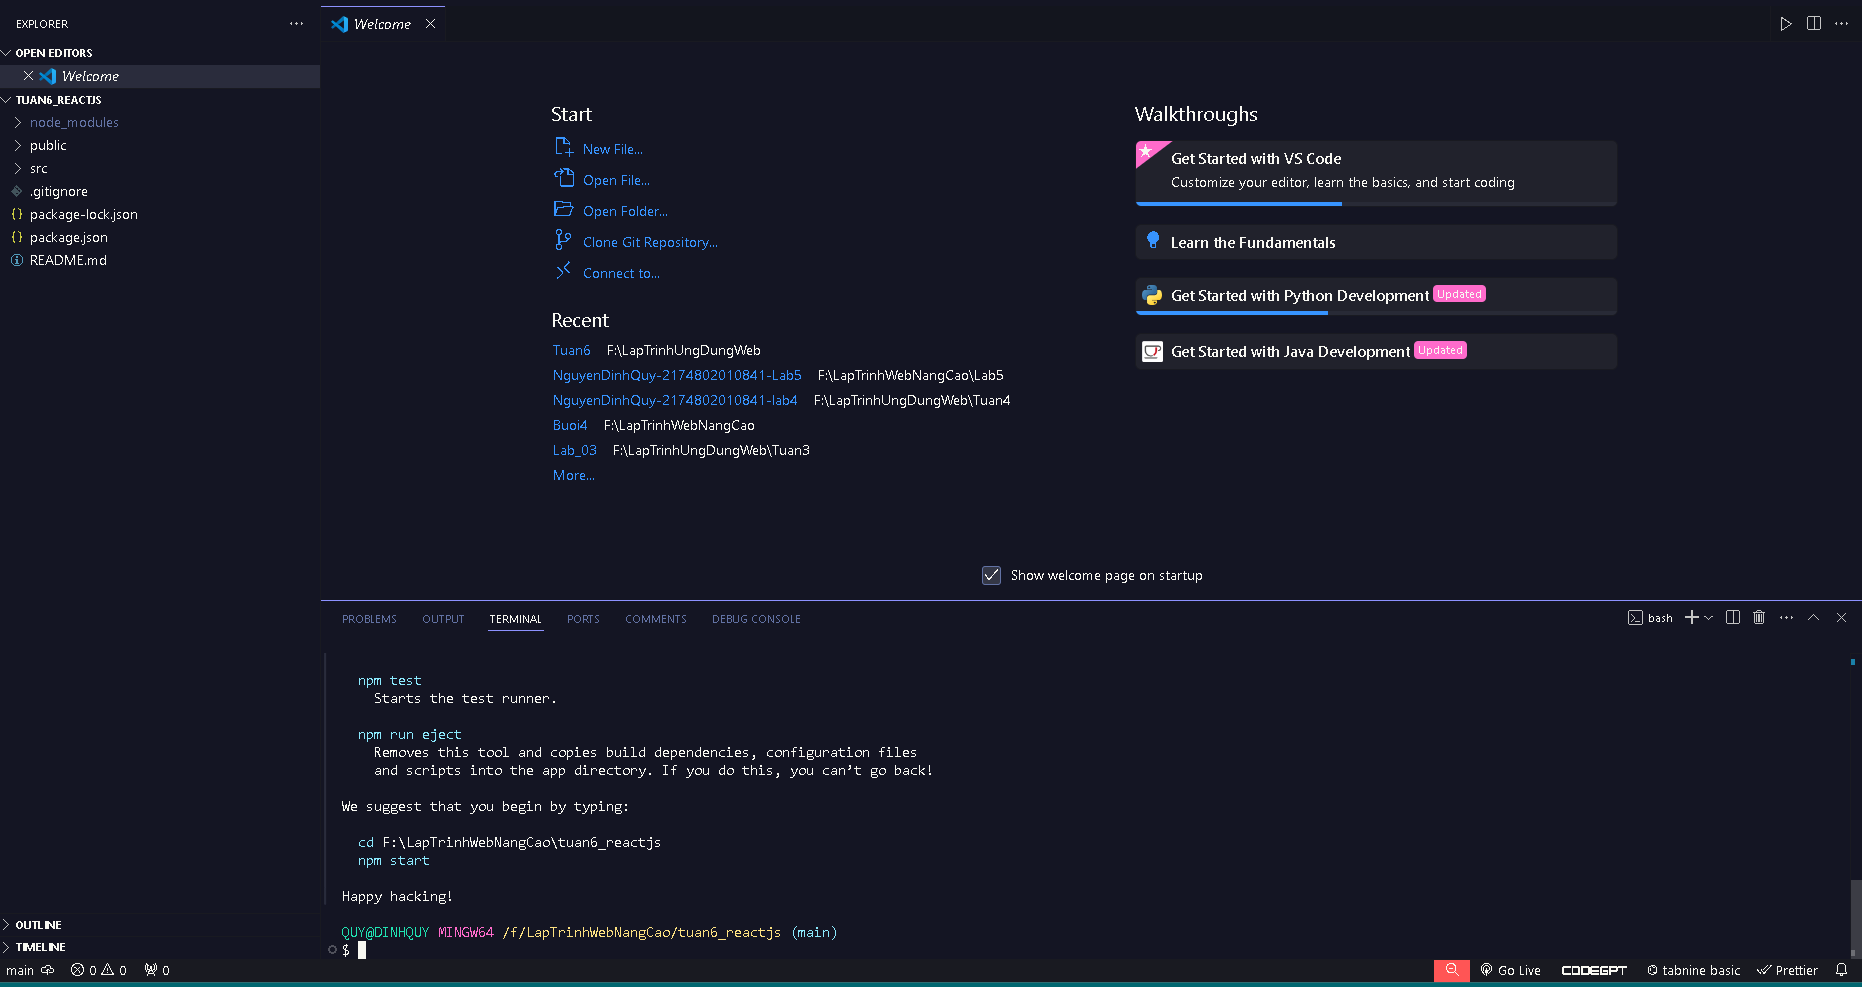 EXPLORER
OPEN EDITORS
Welcome
TUAN6_REACTJS
node_modules
public
src
.gitignore
package-lock.json
package.json
README.md
OUTLINE
TIMELINE
Welcome
Start
New File...
Open File...
Open Folder...
Clone Git Repository...
Connect to...
Recent
Tuan6 F:\LapTrinhUngDungWeb
NguyenDinhQuy-2174802010841-Lab5 F:\LapTrinhWebNangCao\Lab5
NguyenDinhQuy-2174802010841-lab4 F:\LapTrinhUngDungWeb\Tuan4
Buoi4 F:\LapTrinhWebNangCao
Lab_03 F:\LapTrinhUngDungWeb\Tuan3
More...
Walkthroughs
Get Started with VS Code
Customize your editor, learn the basics, and start coding
Learn the Fundamentals
Get Started with Python Development Updated
Get Started with Java Development Updated
Show welcome page on startup
PROBLEMS OUTPUT TERMINAL PORTS COMMENTS DEBUG CONSOLE
bash
npm test
Starts the test runner.
npm run eject
Removes this tool and copies build dependencies, configuration files
and scripts into the app directory. If you do this, you can’t go back!
We suggest that you begin by typing:
cd F:\LapTrinhWebNangCao\tuan6_reactjs
npm start
Happy hacking!
QUY@DINHQUY MINGW64 /f/LapTrinhWebNangCao/tuan6_reactjs (main)
$
main 0 0 0 Go Live CODEGPT tabnine basic Prettier